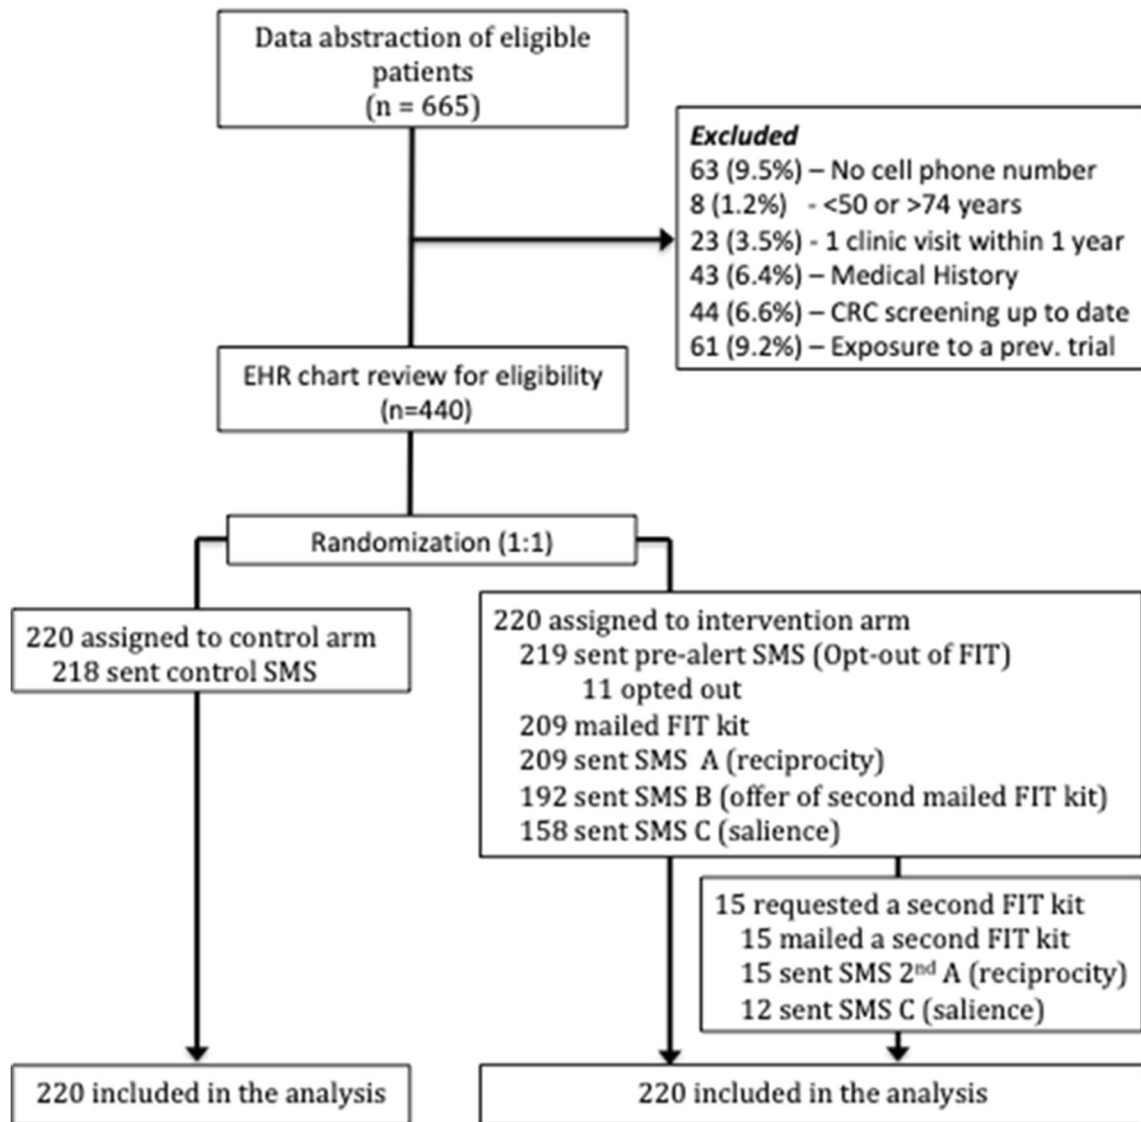 Data abstraction of eligible
patients
(n = 665)
Excluded
63 (9.5%) – No cell phone number
8 (1.2%) - <50 or >74 years
23 (3.5%) - 1 clinic visit within 1 year
43 (6.4%) – Medical History
44 (6.6%) – CRC screening up to date
61 (9.2%) – Exposure to a prev. trial
EHR chart review for eligibility
(n=440)
Randomization (1:1)
220 assigned to control arm
218 sent control SMS
220 assigned to intervention arm
219 sent pre-alert SMS (Opt-out of FIT)
11 opted out
209 mailed FIT kit
209 sent SMS A (reciprocity)
192 sent SMS B (offer of second mailed FIT kit)
158 sent SMS C (salience)
15 requested a second FIT kit
15 mailed a second FIT kit
15 sent SMS 2nd A (reciprocity)
12 sent SMS C (salience)
220 included in the analysis
220 included in the analysis